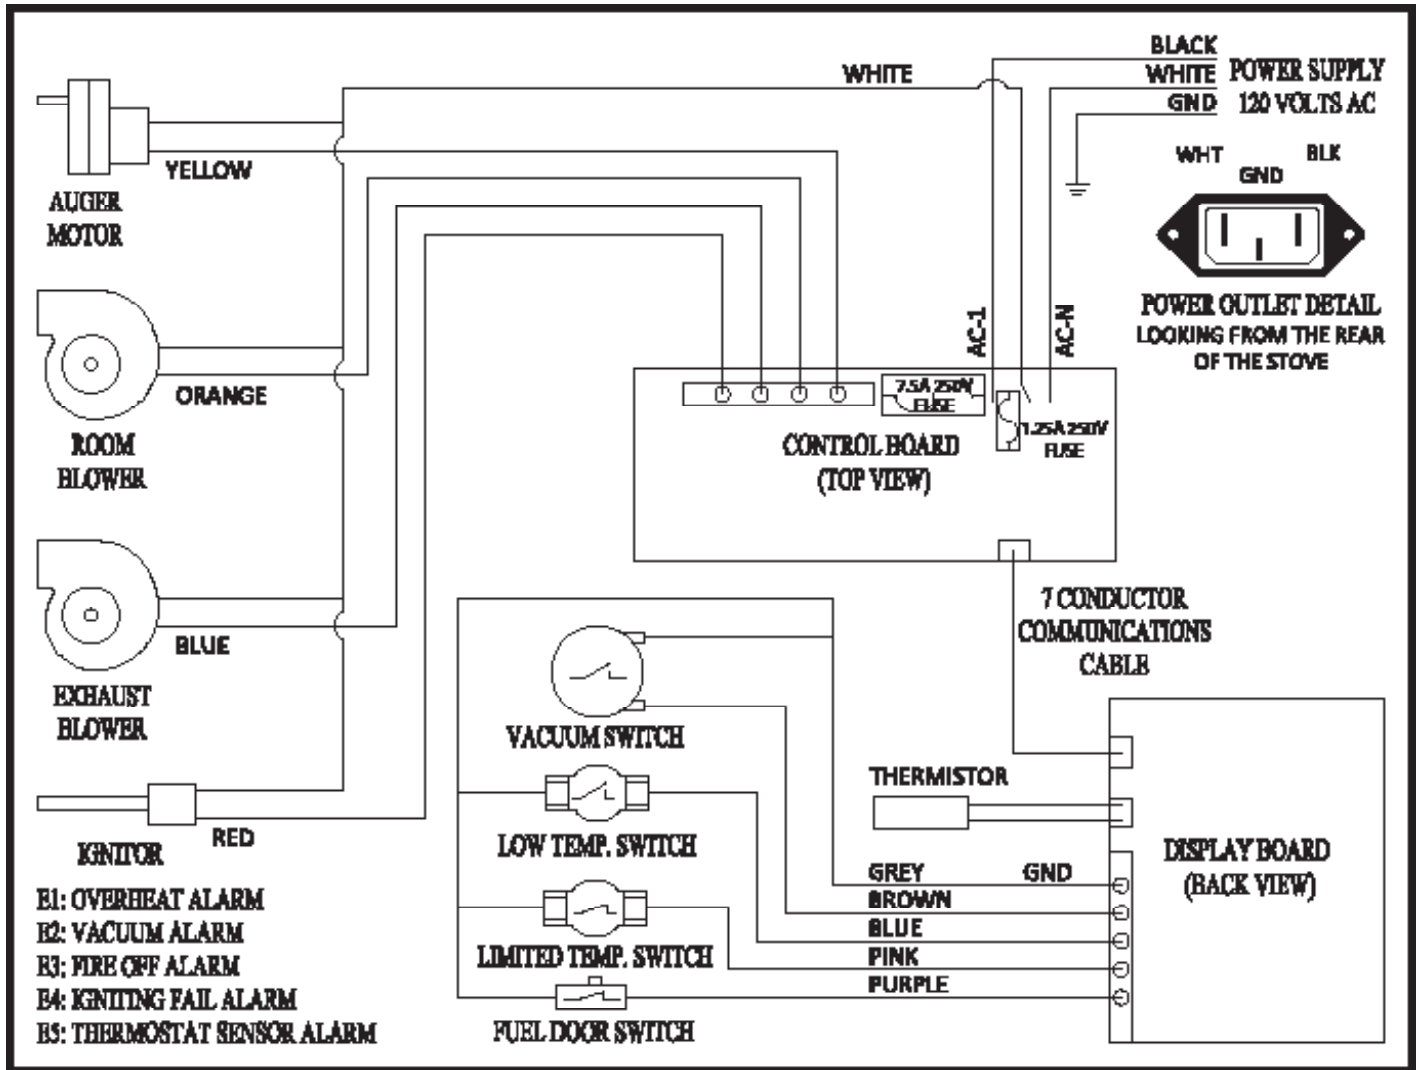 BLACK
WHITE
WHITE
POWER SUPPLY
GND
120 VOLTS AC
WHT
BLK
GND
YELLOW
AUGER
MOTOR
POWER OUTLET DETAIL
LOOKING FROM THE REAR
OF THE STOVE
AC-1
AC-N
ORANGE
7.5A 250V
FUSE
1.25A 250V
FUSE
ROOM
BLOWER
CONTROL BOARD
(TOP VIEW)
BLUE
EXHAUST
BLOWER
7 CONDUCTOR
COMMUNICATIONS
CABLE
VACUUM SWITCH
THERMISTOR
RED
IGNITOR
LOW TEMP. SWITCH
DISPLAY BOARD
(BACK VIEW)
GREY
GND
BROWN
BLUE
PINK
PURPLE
LIMITED TEMP. SWITCH
FUEL DOOR SWITCH
E1: OVERHEAT ALARM
E2: VACUUM ALARM
E3: FIRE OFF ALARM
E4: IGNITING FAIL ALARM
E5: THERMOSTAT SENSOR ALARM